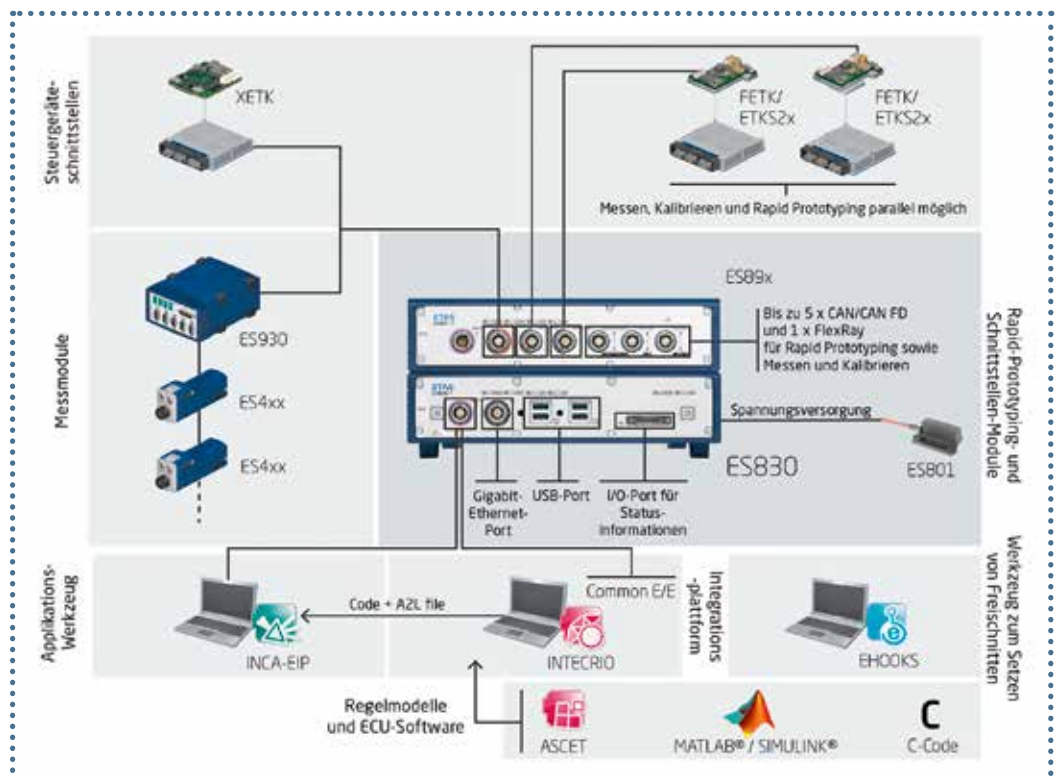 Steuergeräte-
schnittstellen
XETK
FETK/
ETKS2x
FETK/
ETKS2x
Messen, Kalibrieren und Rapid Prototyping parallel möglich
Messmodule
ES930
ES4xx
ES4xx
ES89x
Bis zu 5 x CAN/CAN FD
und 1 x FlexRay
für Rapid Prototyping sowie
Messen und Kalibrieren
Rapid-Prototyping- und
Schnittstellen-Module
Spannungsversorgung
ES830
ES801
Gigabit-
Ethernet-
Port
USB-Port
I/O-Port für
Status-
informationen
Applikations-
Werkzeug
INCA-EIP
Code + A2L file
Common E/E
INTECRIO
Integrations
-plattform
EHOOKS
Werkzeug zum Setzen
von Freischnitten
Regelmodelle
und ECU-Software
ASCET
MATLAB® / SIMULINK®
C
C-Code